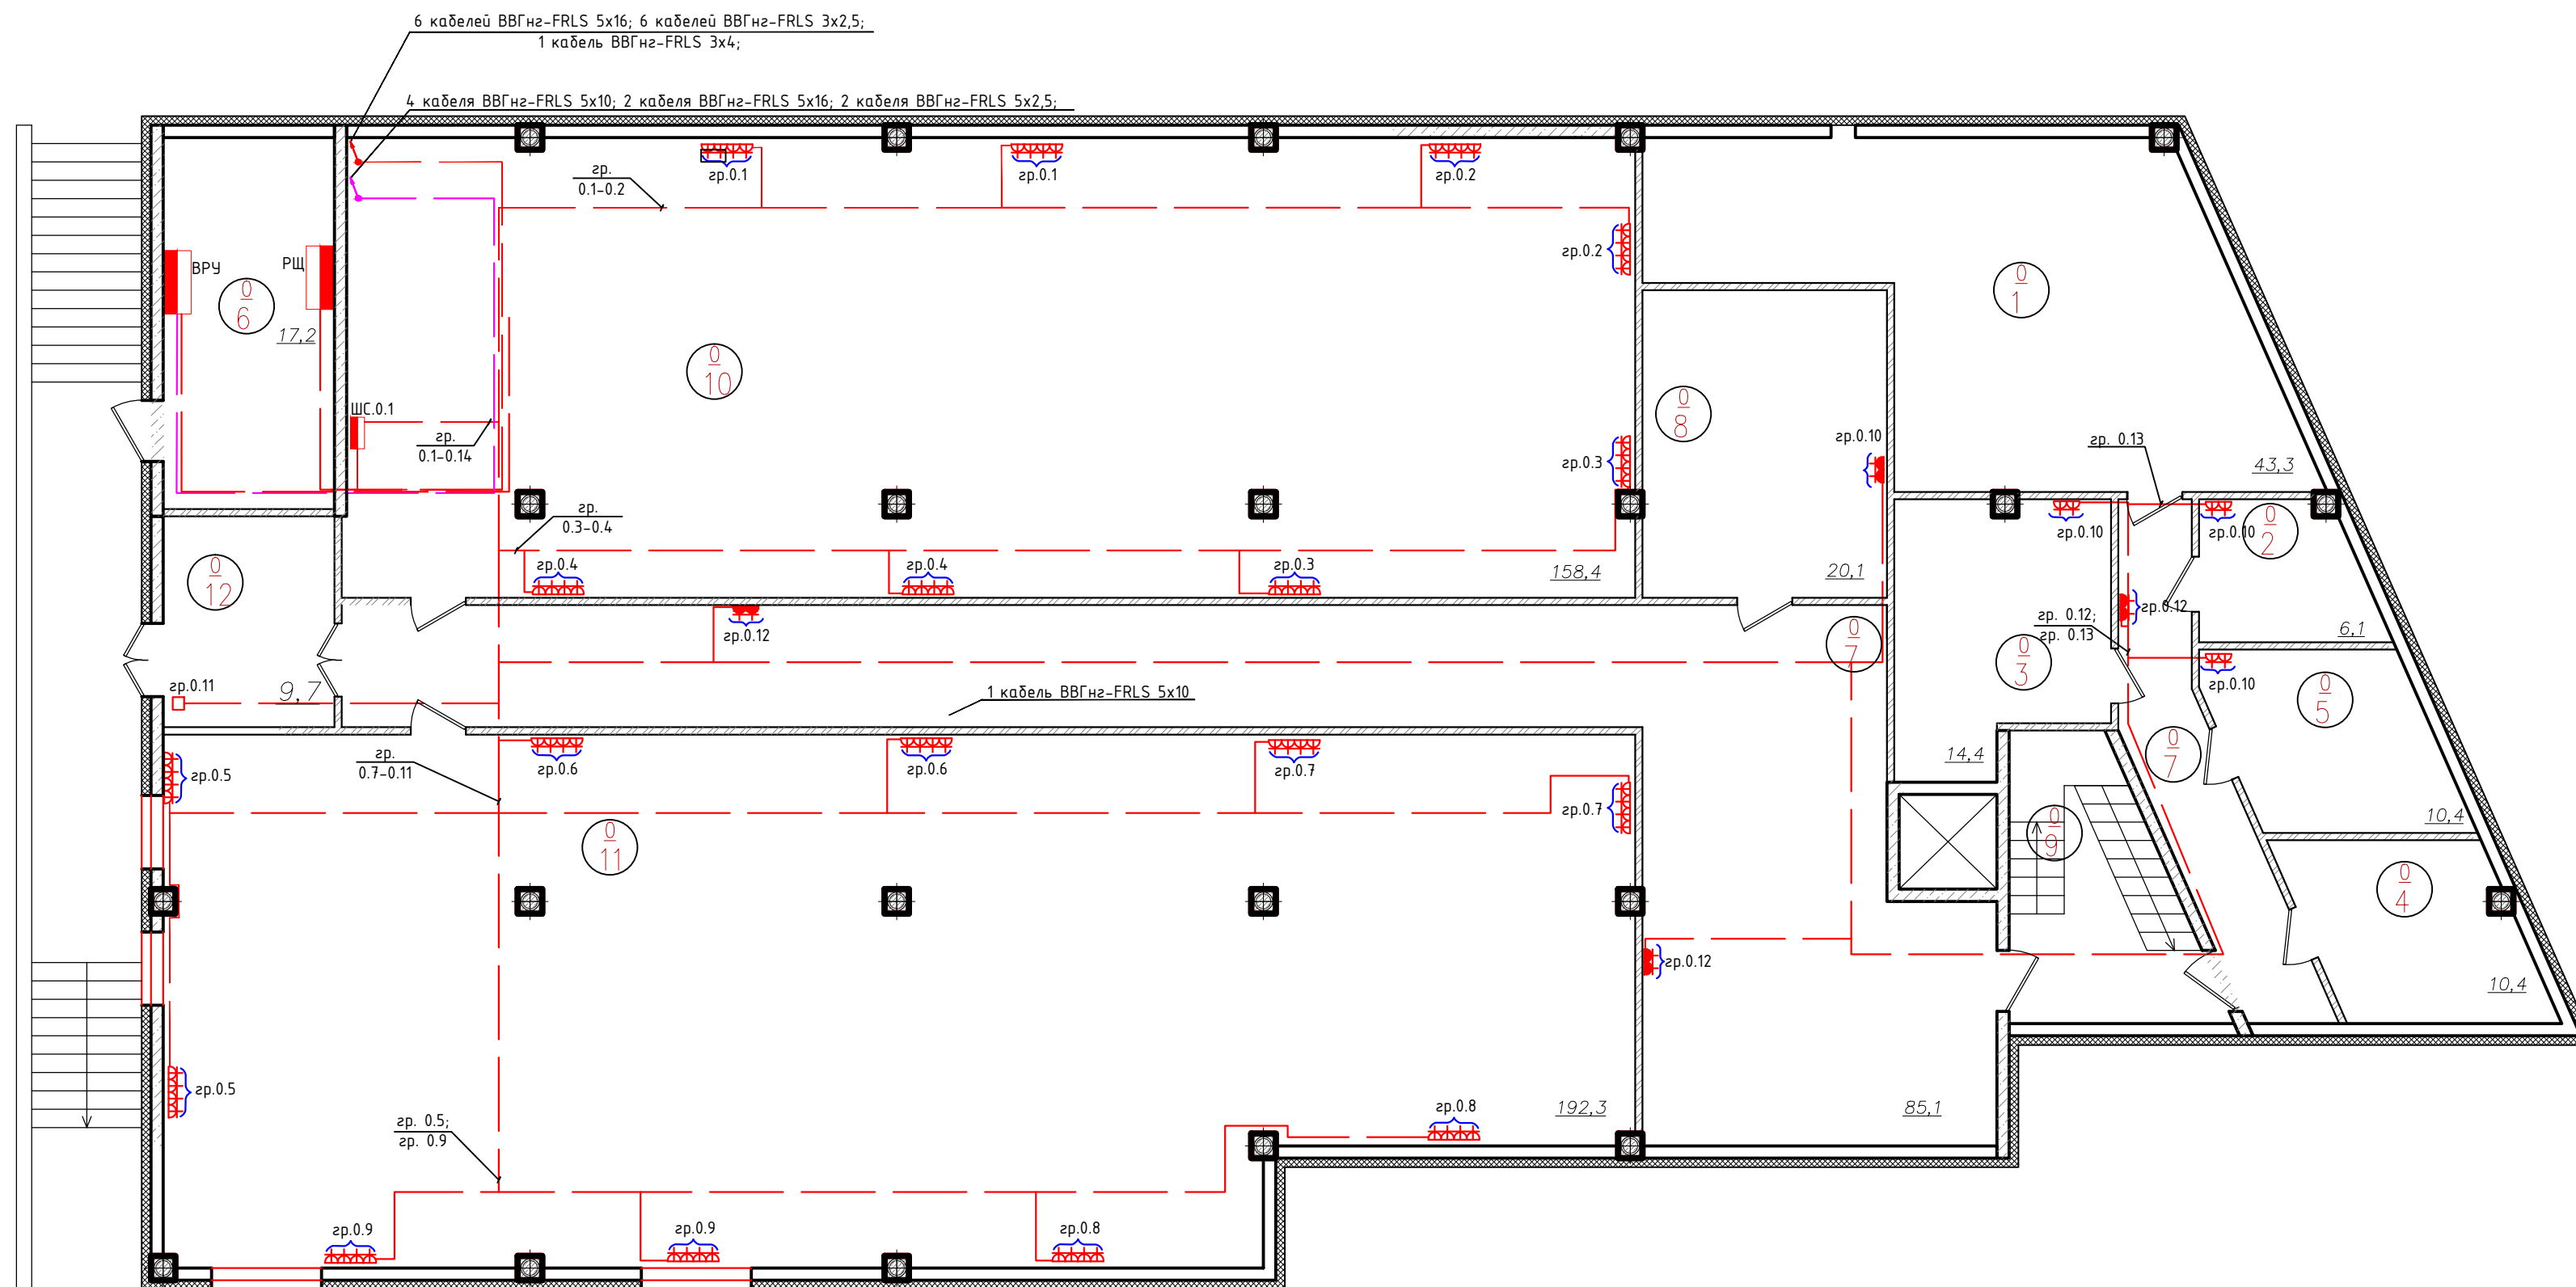 6 кабелей ВВГнг-FRLS 5х16; 6 кабелей ВВГнг-FRLS 3х2,5;
1 кабель ВВГнг-FRLS 3х4;
4 кабеля ВВГнг-FRLS 5х10; 2 кабеля ВВГнг-FRLS 5х16; 2 кабеля ВВГнг-FRLS 5х2,5;
гр.
0.1-0.2
гр.0.1
гр.0.1
гр.0.2
гр.0.2
ВРУ
РЩ
0
6
17,2
0
10
0
1
43,3
0
8
ШС.0.1
гр.
0.1-0.14
гр.0.3
гр.0.10
гр. 0.13
гр.
0.3-0.4
гр.0.4
гр.0.4
гр.0.3
158,4
20,1
гр.0.10
гр.0.10
0
2
0
12
гр.0.12
0
7
гр.0.12
гр. 0.12;
гр. 0.13
6,1
0
3
гр.0.10
0
5
гр.0.11
9,7
1 кабель ВВГнг-FRLS 5х10
гр.
0.7-0.11
гр.0.5
гр.0.6
гр.0.6
гр.0.7
14,4
0
7
гр.0.7
10,4
0
11
0
9
0
4
гр.0.12
10,4
гр.0.5
гр. 0.5;
гр. 0.9
гр.0.8
192,3
85,1
гр.0.9
гр.0.9
гр.0.8